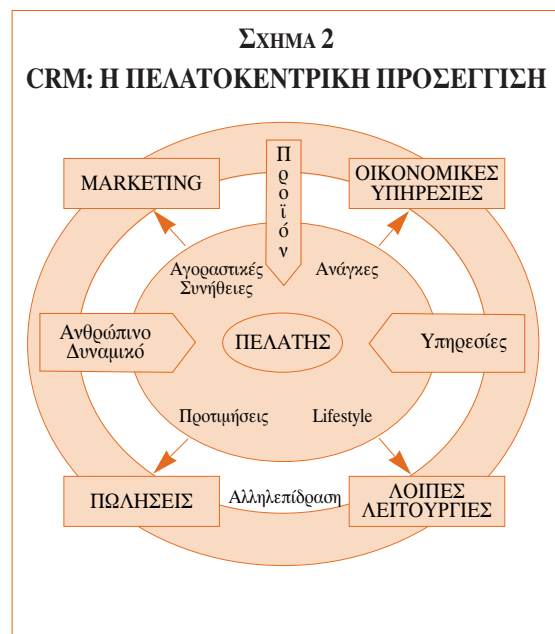 ΣΧΗΜΑ 2
CRM: Η ΠΕΛΑΤΟΚΕΝΤΡΙΚΗ ΠΡΟΣΕΓΓΙΣΗ
MARKETING
Προϊόν
ΟΙΚΟΝΟΜΙΚΕΣ
ΥΠΗΡΕΣΙΕΣ
Αγοραστικές
Συνήθειες
Ανάγκες
Ανθρώπινο
Δυναμικό
ΠΕΛΑΤΗΣ
Υπηρεσίες
Προτιμήσεις
Lifestyle
ΠΩΛΗΣΕΙΣ
Αλληλεπίδραση
ΛΟΙΠΕΣ
ΛΕΙΤΟΥΡΓΙΕΣ